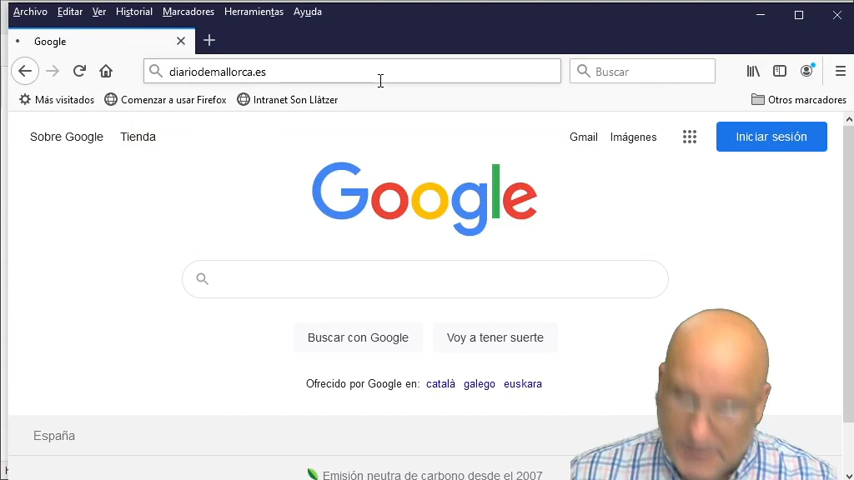 Archivo Editar Ver Historial Marcadores Herramientas Ayuda
Google
diariodemallorca.es
Buscar
Más visitados Comenzar a usar Firefox Intranet Son Llàtzer Otros marcadores
Sobre Google Tienda Gmail Imágenes Iniciar sesión
Google
Buscar con Google Voy a tener suerte
Ofrecido por Google en: català galego euskara
España
Emisión neutra de carbono desde el 2007